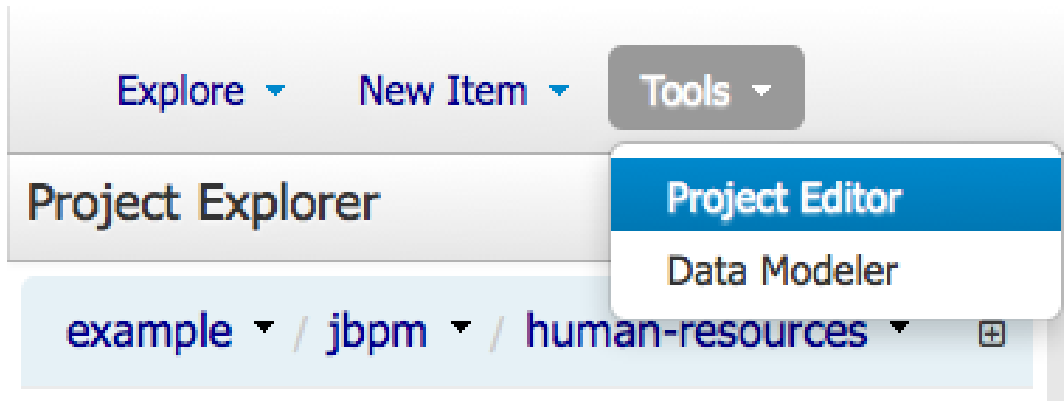 Explore New Item Tools
Project Explorer
Project Editor
Data Modeler
example / jbpm / human-resources